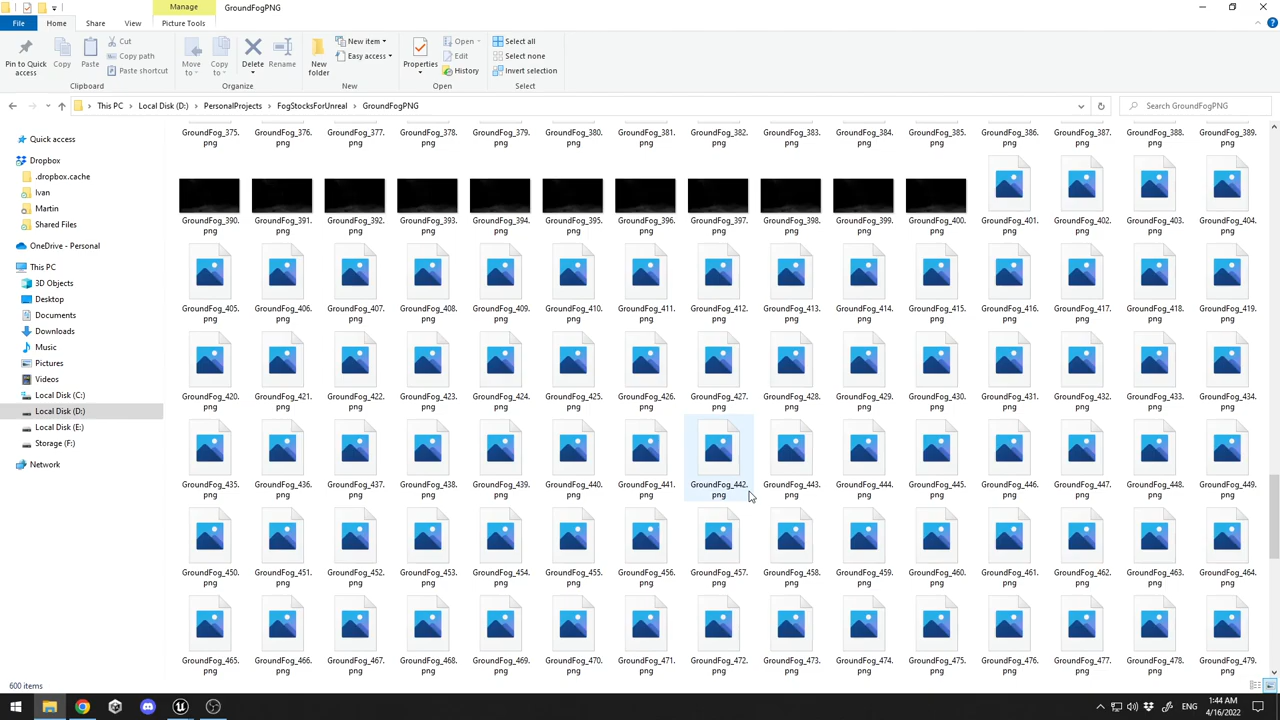 Manage
GroundFogPNG
File
Home
Share
View
Picture Tools
Pin to Quick
access
Copy
Paste
Cut
Copy path
Paste shortcut
Clipboard
Move
to
Copy
to
Delete
Rename
Organize
New
folder
New item
Easy access
New
Properties
Open
Edit
History
Open
Select all
Select none
Invert selection
Select
This PC > Local Disk (D:) > PersonalProjects > FogStocksForUnreal > GroundFogPNG
Search GroundFogPNG
Quick access
Dropbox
.dropbox.cache
Ivan
Martin
Shared Files
OneDrive - Personal
This PC
3D Objects
Desktop
Documents
Downloads
Music
Pictures
Videos
Local Disk (C:)
Local Disk (D:)
Local Disk (E:)
Storage (F:)
Network
GroundFog_375. GroundFog_376. GroundFog_377. GroundFog_378. GroundFog_379. GroundFog_380. GroundFog_381. GroundFog_382. GroundFog_383. GroundFog_384. GroundFog_385. GroundFog_386. GroundFog_387. GroundFog_388. GroundFog_389.
png png png png png png png png png png png png png png png
GroundFog_390. GroundFog_391. GroundFog_392. GroundFog_393. GroundFog_394. GroundFog_395. GroundFog_396. GroundFog_397. GroundFog_398. GroundFog_399. GroundFog_400. GroundFog_401. GroundFog_402. GroundFog_403. GroundFog_404.
png png png png png png png png png png png png png png png
GroundFog_405. GroundFog_406. GroundFog_407. GroundFog_408. GroundFog_409. GroundFog_410. GroundFog_411. GroundFog_412. GroundFog_413. GroundFog_414. GroundFog_415. GroundFog_416. GroundFog_417. GroundFog_418. GroundFog_419.
png png png png png png png png png png png png png png png
GroundFog_420. GroundFog_421. GroundFog_422. GroundFog_423. GroundFog_424. GroundFog_425. GroundFog_426. GroundFog_427. GroundFog_428. GroundFog_429. GroundFog_430. GroundFog_431. GroundFog_432. GroundFog_433. GroundFog_434.
png png png png png png png png png png png png png png png
GroundFog_435. GroundFog_436. GroundFog_437. GroundFog_438. GroundFog_439. GroundFog_440. GroundFog_441. GroundFog_442. GroundFog_443. GroundFog_444. GroundFog_445. GroundFog_446. GroundFog_447. GroundFog_448. GroundFog_449.
png png png png png png png png png png png png png png png
GroundFog_450. GroundFog_451. GroundFog_452. GroundFog_453. GroundFog_454. GroundFog_455. GroundFog_456. GroundFog_457. GroundFog_458. GroundFog_459. GroundFog_460. GroundFog_461. GroundFog_462. GroundFog_463. GroundFog_464.
png png png png png png png png png png png png png png png
GroundFog_465. GroundFog_466. GroundFog_467. GroundFog_468. GroundFog_469. GroundFog_470. GroundFog_471. GroundFog_472. GroundFog_473. GroundFog_474. GroundFog_475. GroundFog_476. GroundFog_477. GroundFog_478. GroundFog_479.
png png png png png png png png png png png png png png png
600 items
ENG
1:44 AM
4/16/2022